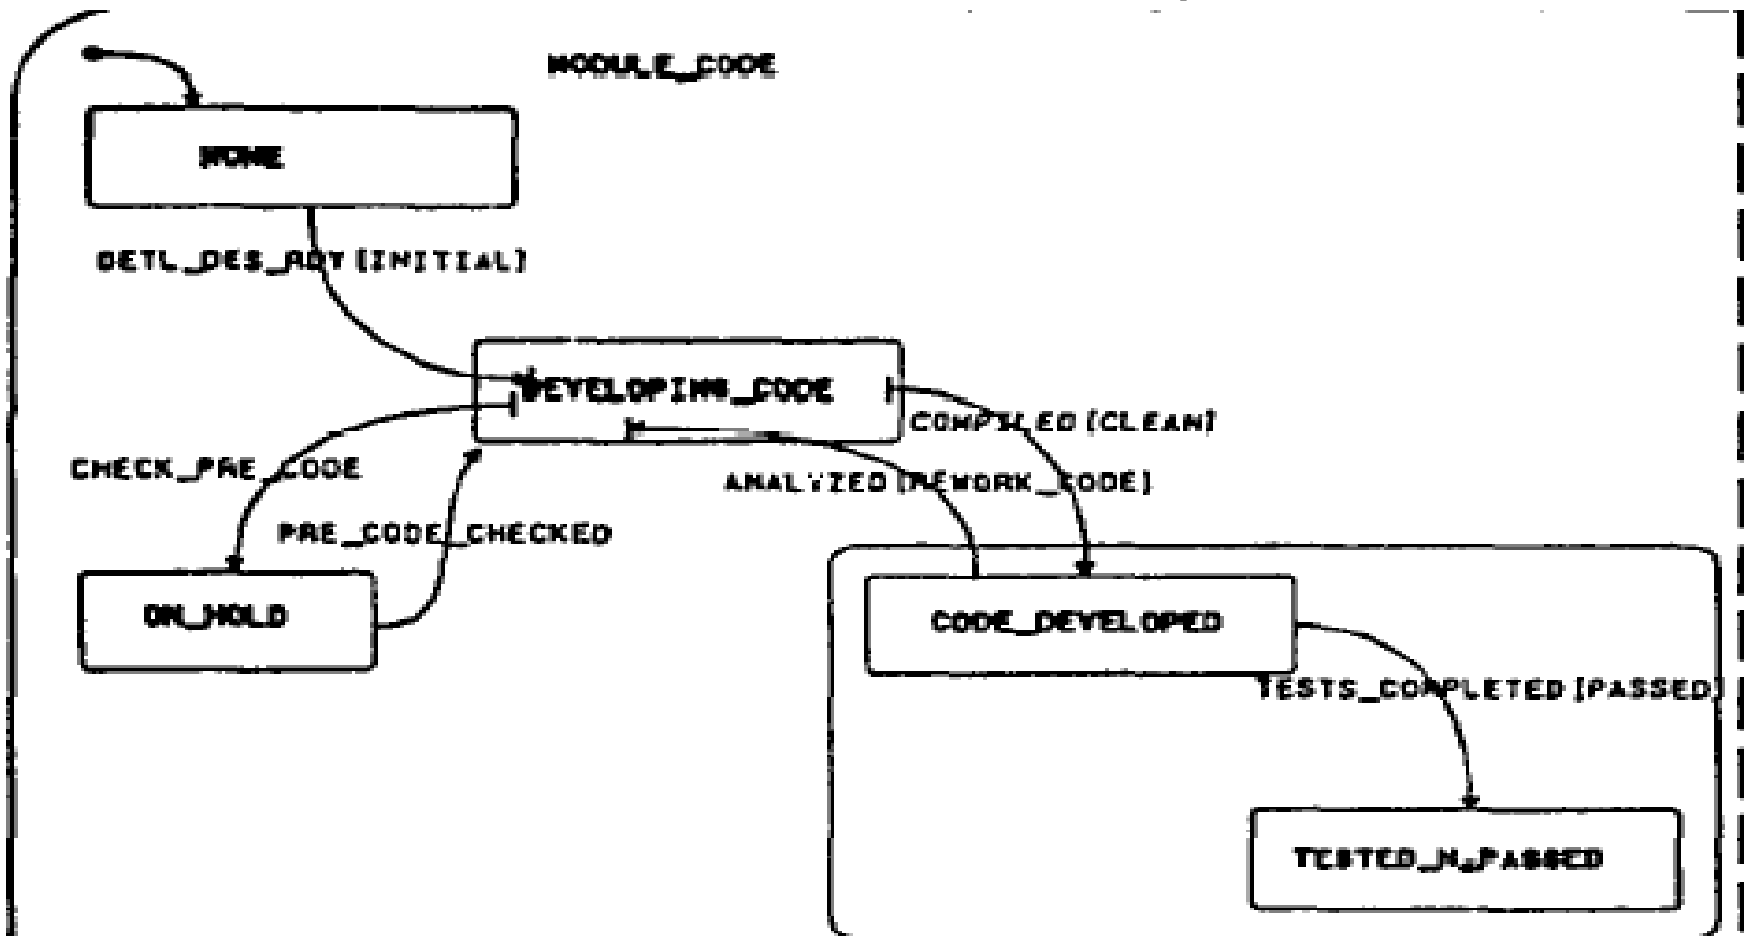 MODULE_CODE
NONE
DETL_DES_RDY [INITIAL]
DEVELOPING_CODE
COMPILED [CLEAN]
CHECK_PRE_CODE
ANALYZED [REWORK_CODE]
PRE_CODE_CHECKED
ON_HOLD
CODE_DEVELOPED
TESTS_COMPLETED [PASSED]
TESTED_N_PASSED